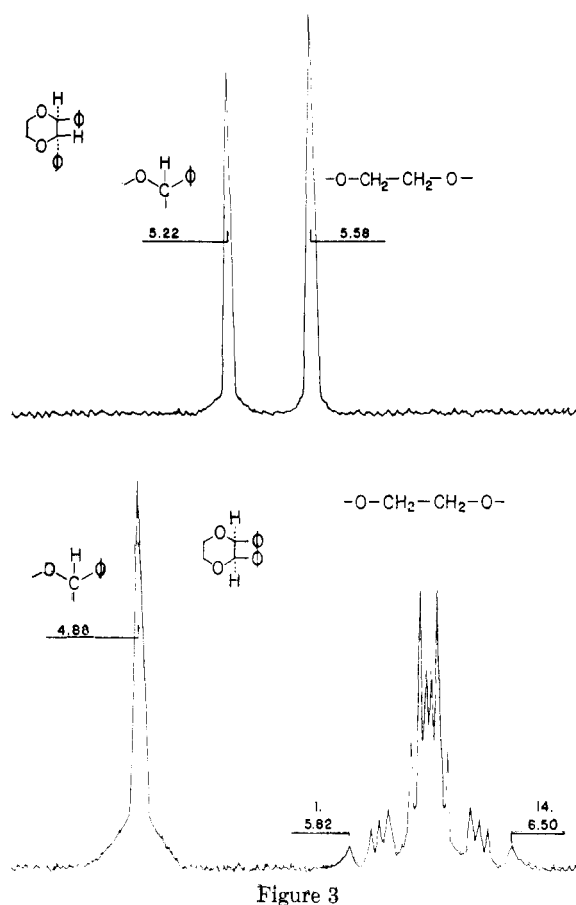 H
O
Φ
O
H
Φ
H
O
Φ
C
—O—CH₂—CH₂—O—
5.22
5.58
—O—CH₂—CH₂—O—
H
O
Φ
O
Φ
H
H
O
Φ
C
4.88
1.
5.82
14.
6.50
Figure 3